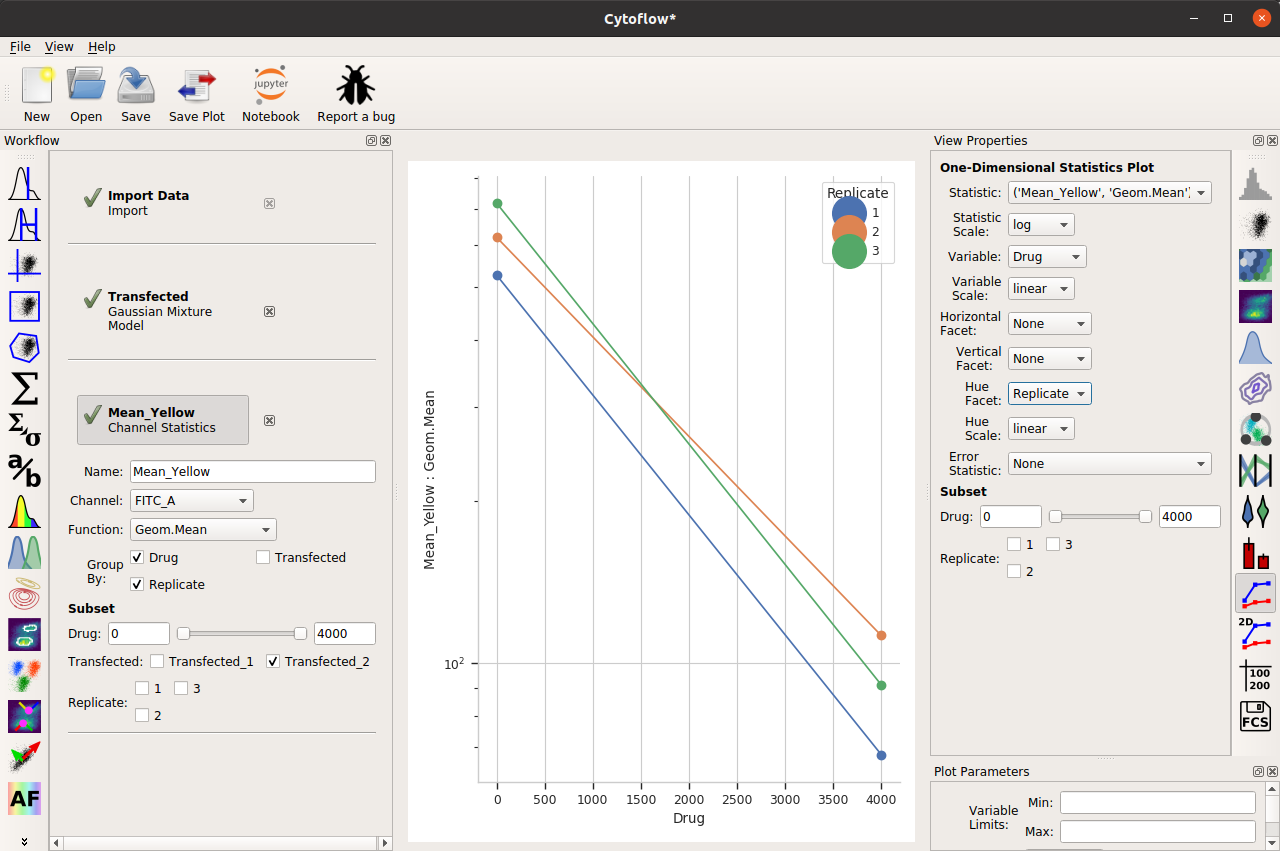 Cytoflow*
File View Help
New Open Save Save Plot Notebook Report a bug
jupyter
Workflow
Import Data
Import
Transfected
Gaussian Mixture
Model
Mean_Yellow
Channel Statistics
Name: Mean_Yellow
Channel: FITC_A
Function: Geom.Mean
Group By: Drug Transfected
Replicate
Subset
Drug: 0 4000
Transfected: Transfected_1 Transfected_2
Replicate: 1 3
2
Σ
Σ σ
a/b
AF
Mean_Yellow : Geom.Mean
10²
0 500 1000 1500 2000 2500 3000 3500 4000
Drug
Replicate
1
2
3
View Properties
One-Dimensional Statistics Plot
Statistic: ('Mean_Yellow', 'Geom.Mean')
Statistic Scale: log
Variable: Drug
Variable Scale: linear
Horizontal Facet: None
Vertical Facet: None
Hue Facet: Replicate
Hue Scale: linear
Error Statistic: None
Subset
Drug: 0 4000
Replicate: 1 3
2
2D
100
200
FCS
Plot Parameters
Variable Limits: Min:
Max: